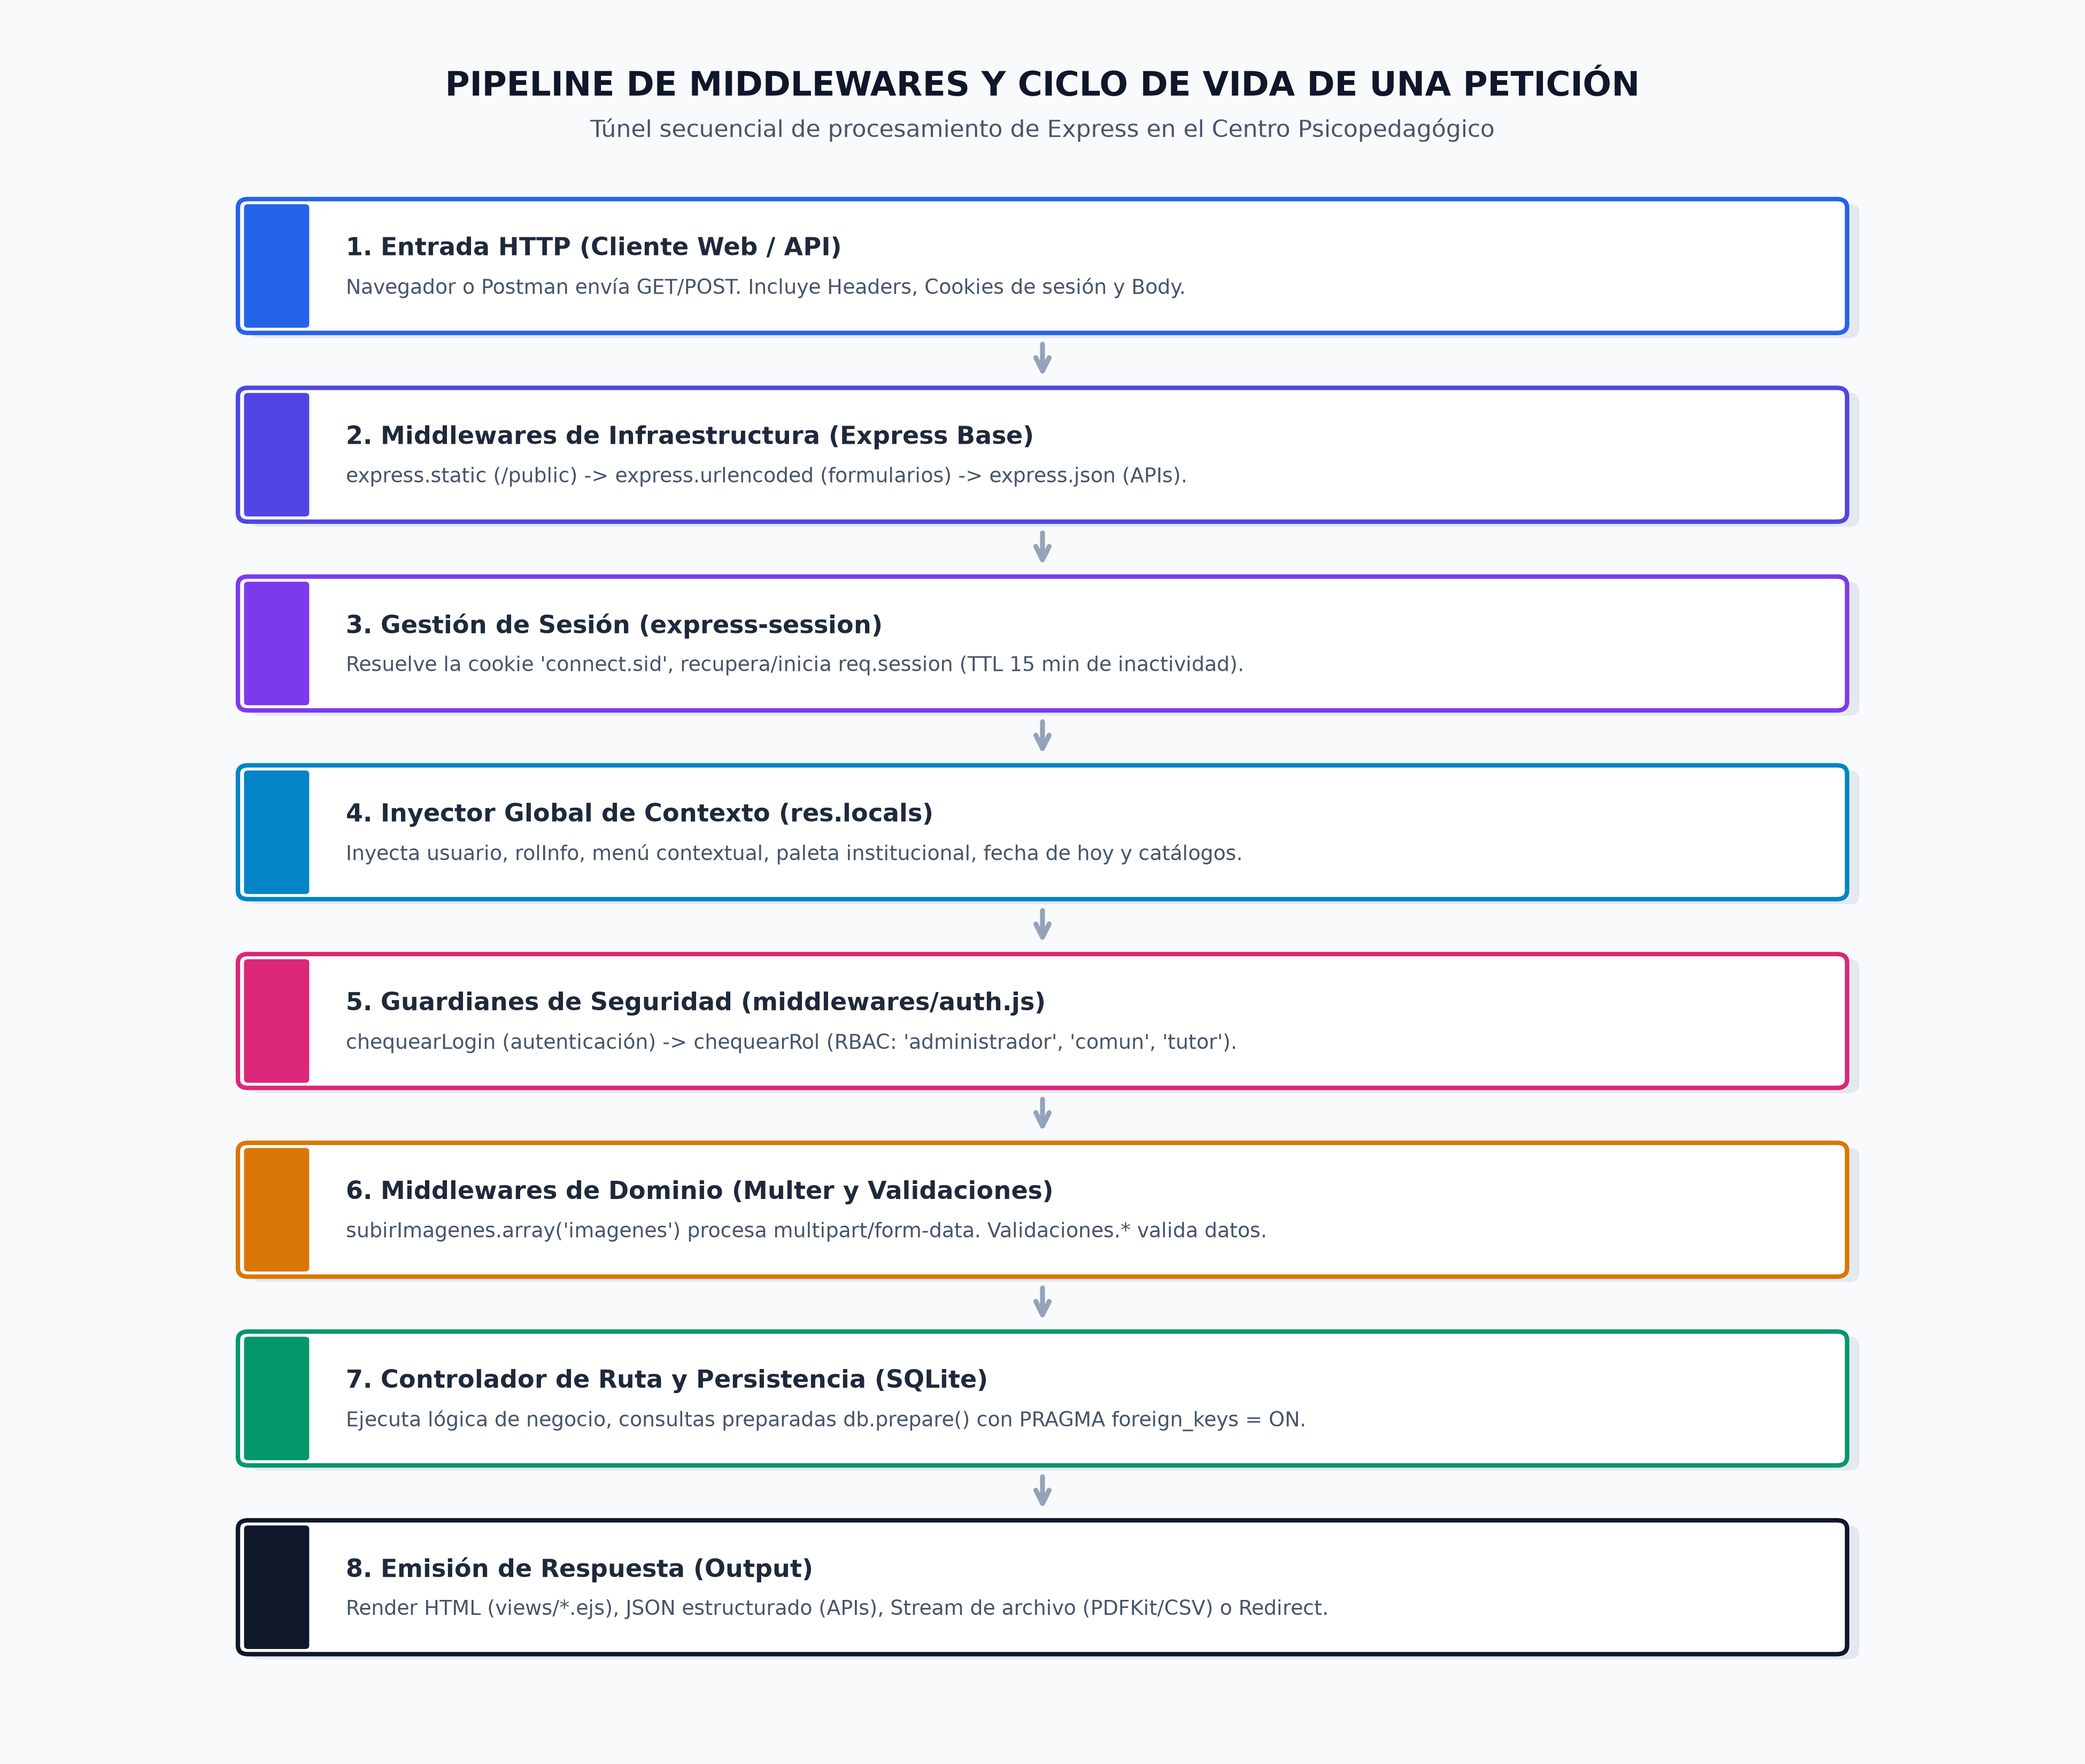 PIPELINE DE MIDDLEWARES Y CICLO DE VIDA DE UNA PETICIÓN
Túnel secuencial de procesamiento de Express en el Centro Psicopedagógico
1. Entrada HTTP (Cliente Web / API)
Navegador o Postman envía GET/POST. Incluye Headers, Cookies de sesión y Body.
2. Middlewares de Infraestructura (Express Base)
express.static (/public) -> express.urlencoded (formularios) -> express.json (APIs).
3. Gestión de Sesión (express-session)
Resuelve la cookie 'connect.sid', recupera/inicia req.session (TTL 15 min de inactividad).
4. Inyector Global de Contexto (res.locals)
Inyecta usuario, rolInfo, menú contextual, paleta institucional, fecha de hoy y catálogos.
5. Guardianes de Seguridad (middlewares/auth.js)
chequearLogin (autenticación) -> chequearRol (RBAC: 'administrador', 'comun', 'tutor').
6. Middlewares de Dominio (Multer y Validaciones)
subirImagenes.array('imagenes') procesa multipart/form-data. Validaciones.* valida datos.
7. Controlador de Ruta y Persistencia (SQLite)
Ejecuta lógica de negocio, consultas preparadas db.prepare() con PRAGMA foreign_keys = ON.
8. Emisión de Respuesta (Output)
Render HTML (views/*.ejs), JSON estructurado (APIs), Stream de archivo (PDFKit/CSV) o Redirect.